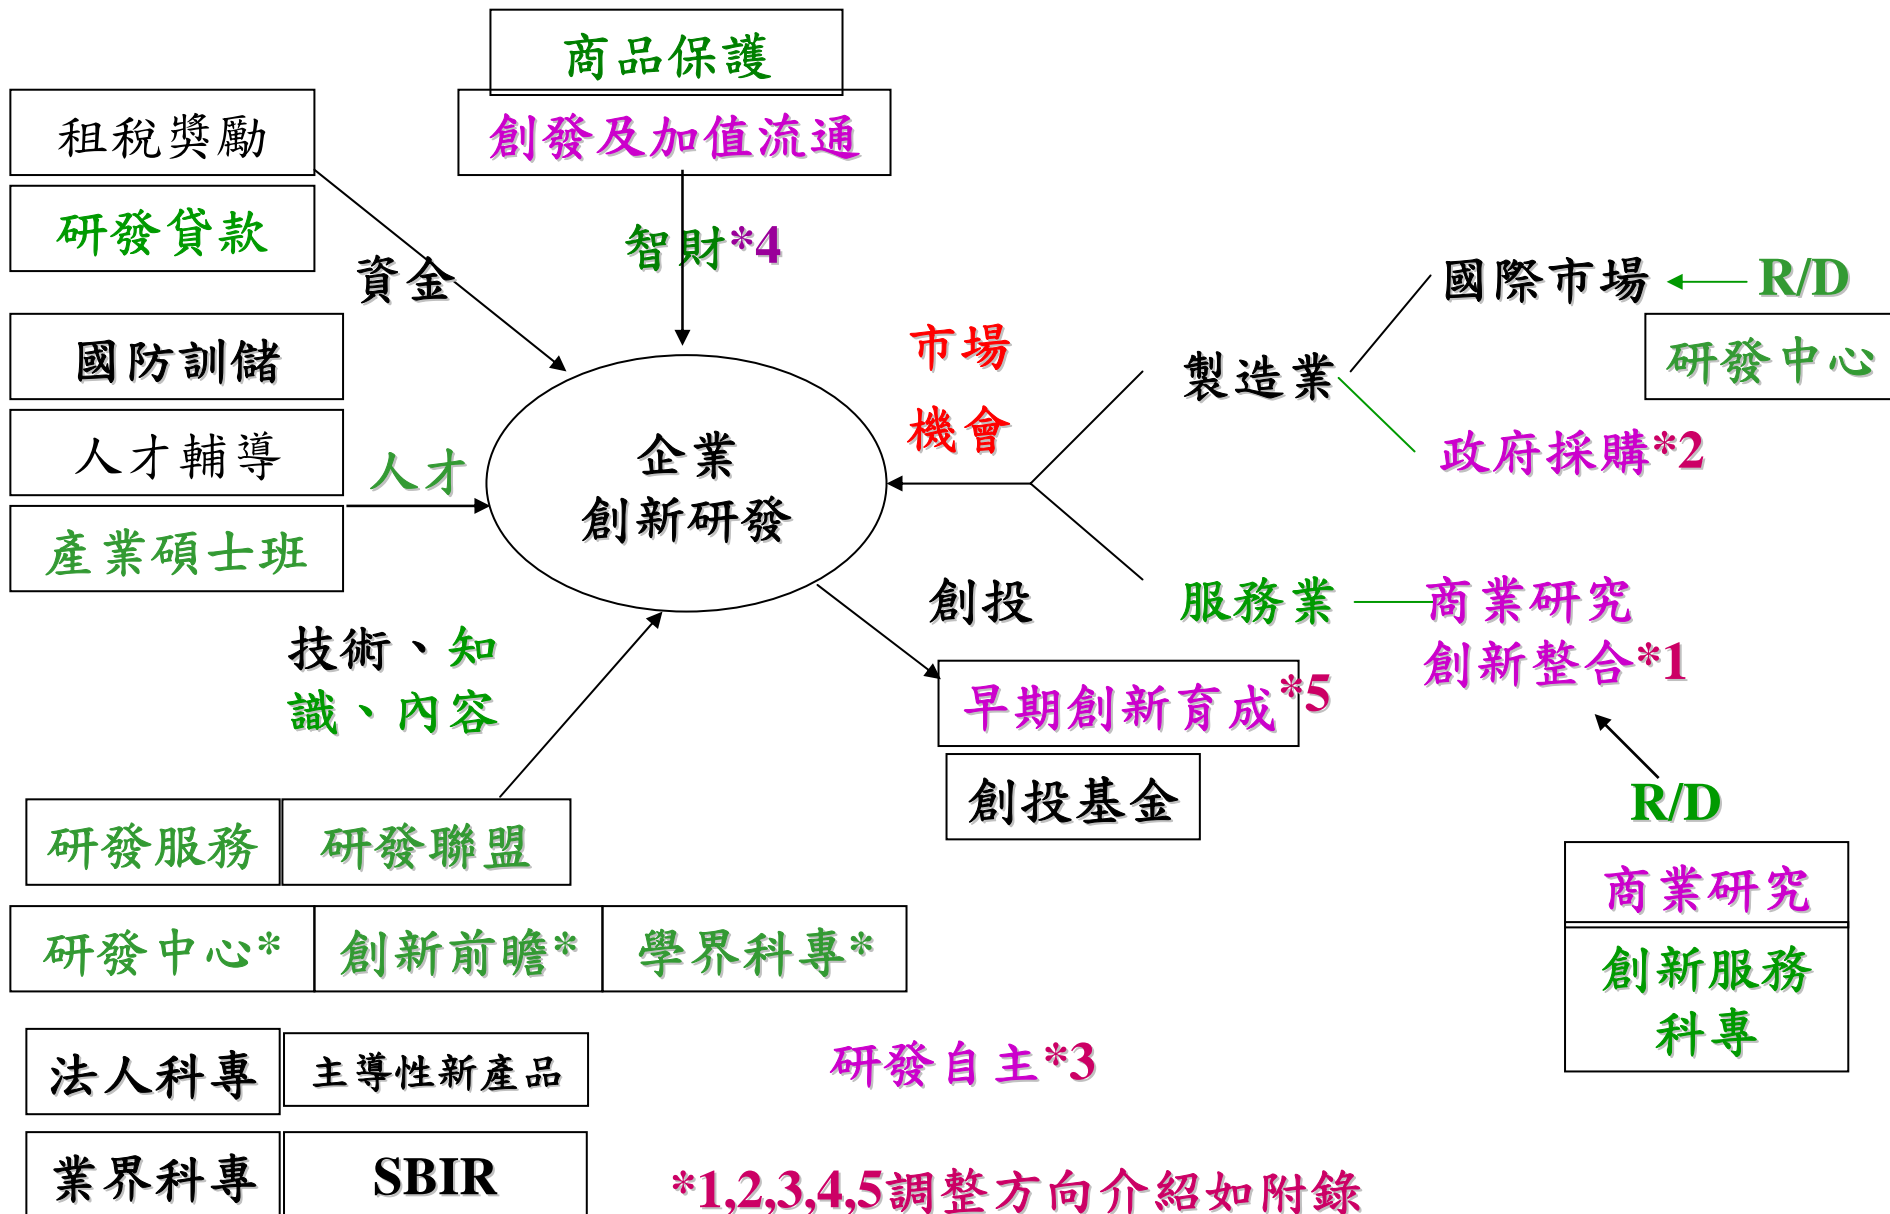 商品保護
租稅獎勵
創發及加值流通
研發貸款
資金
智財*4
國際市場
R/D
國防訓儲
市場
機會
製造業
研發中心
人才輔導
人才
企業
創新研發
政府採購*2
產業碩士班
技術、知
識、內容
創投
服務業
商業研究
創新整合*1
早期創新育成*5
創投基金
R/D
研發服務
研發聯盟
商業研究
研發中心*
創新前瞻*
學界科專*
創新服務
科專
法人科專
主導性新產品
研發自主*3
業界科專
SBIR
*1,2,3,4,5調整方向介紹如附錄